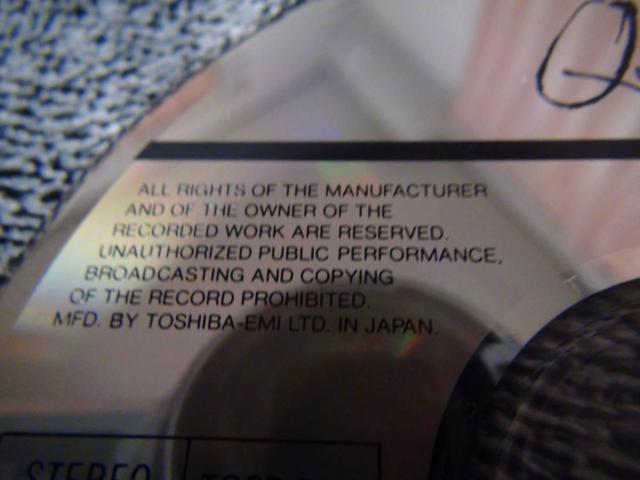 Q
ALL RIGHTS OF THE MANUFACTURER
AND OF THE OWNER OF THE
RECORDED WORK ARE RESERVED.
UNAUTHORIZED PUBLIC PERFORMANCE,
BROADCASTING AND COPYING
OF THE RECORD PROHIBITED.
MFD. BY TOSHIBA-EMI LTD. IN JAPAN.
STEREO